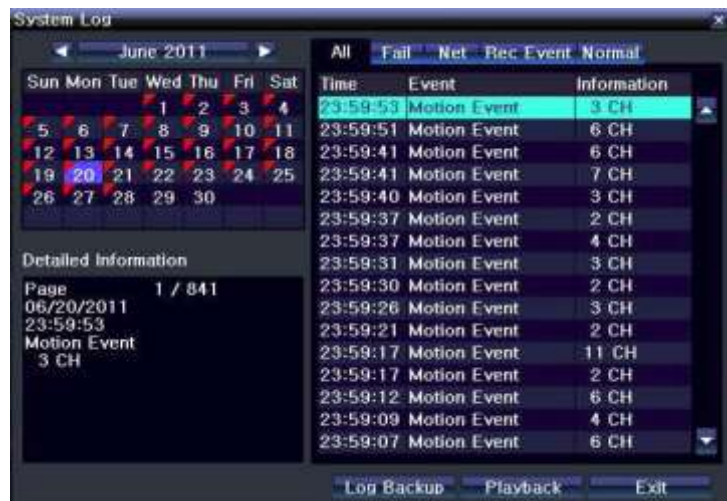 System Log
June 2011
Sun Mon Tue Wed Thu Fri Sat
1 2 3 4
5 6 7 8 9 10 11
12 13 14 15 16 17 18
19 20 21 22 23 24 25
26 27 28 29 30
Detailed Information
Page 1 / 841
06/20/2011
23:59:53
Motion Event
3 CH
All Fail Net Rec Event Normal
Time Event Information
23:59:53 Motion Event 3 CH
23:59:51 Motion Event 6 CH
23:59:41 Motion Event 6 CH
23:59:41 Motion Event 7 CH
23:59:40 Motion Event 3 CH
23:59:37 Motion Event 2 CH
23:59:37 Motion Event 4 CH
23:59:31 Motion Event 3 CH
23:59:30 Motion Event 2 CH
23:59:26 Motion Event 3 CH
23:59:21 Motion Event 2 CH
23:59:17 Motion Event 11 CH
23:59:17 Motion Event 2 CH
23:59:12 Motion Event 6 CH
23:59:09 Motion Event 4 CH
23:59:07 Motion Event 6 CH
Log Backup Playback Exit